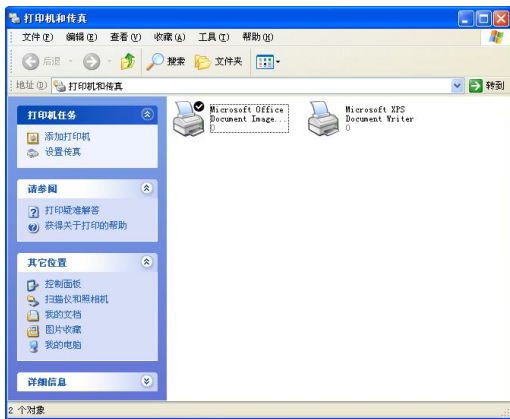 打印机和传真
文件(F) 编辑(E) 查看(V) 收藏(A) 工具(T) 帮助(H)
后退 搜索 文件夹
地址(D) 打印机和传真 转到
打印机任务
添加打印机
设置传真
请参阅
打印疑难解答
获得关于打印的帮助
其它位置
控制面板
扫描仪和照相机
我的文档
图片收藏
我的电脑
详细信息
Microsoft Office
Document Image...
0
Microsoft XPS
Document Writer
0
2 个对象